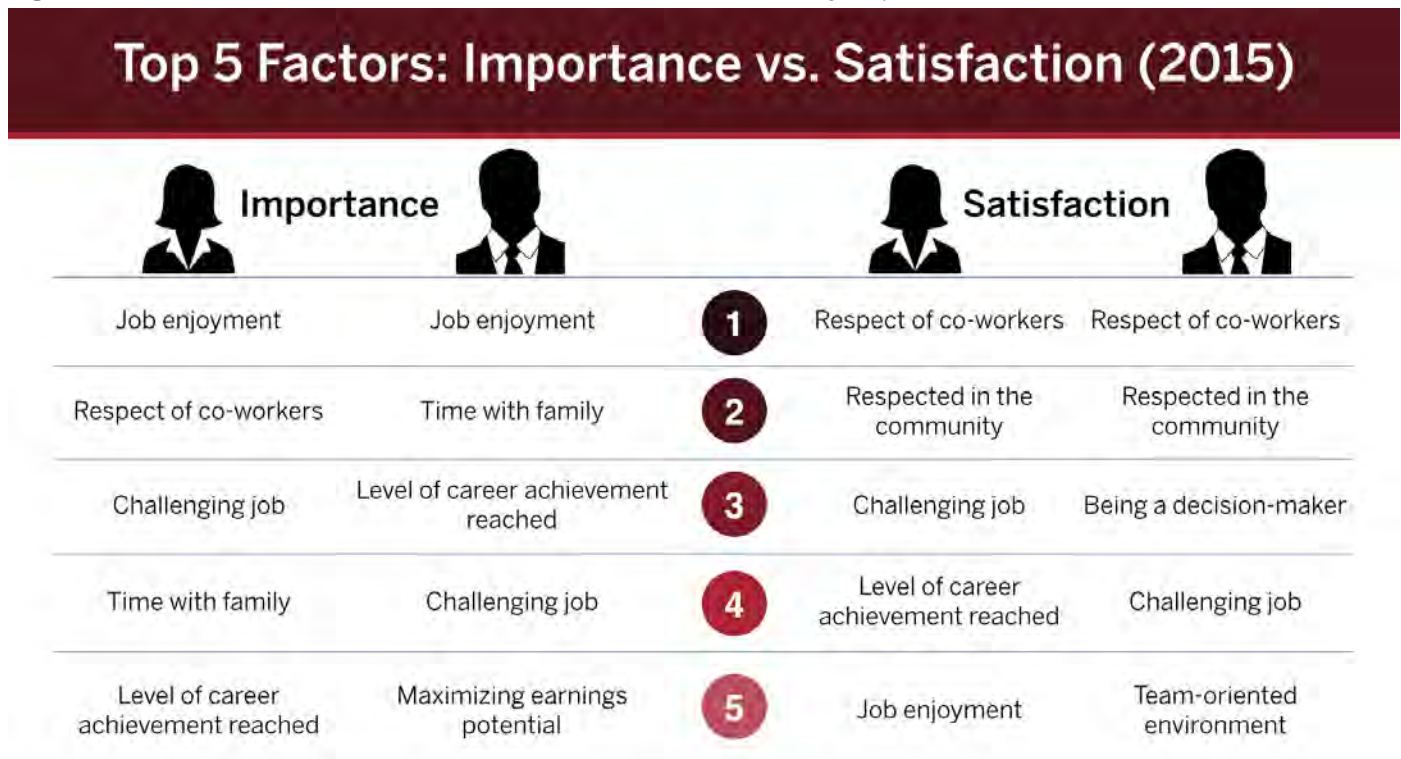 Top 5 Factors: Importance vs. Satisfaction (2015)
Importance
Satisfaction
Job enjoyment
Job enjoyment
1
Respect of co-workers
Respect of co-workers
Respect of co-workers
Time with family
2
Respected in the
community
Respected in the
community
Challenging job
Level of career achievement
reached
3
Challenging job
Being a decision-maker
Time with family
Challenging job
4
Level of career
achievement reached
Challenging job
Level of career
achievement reached
Maximizing earnings
potential
5
Job enjoyment
Team-oriented
environment